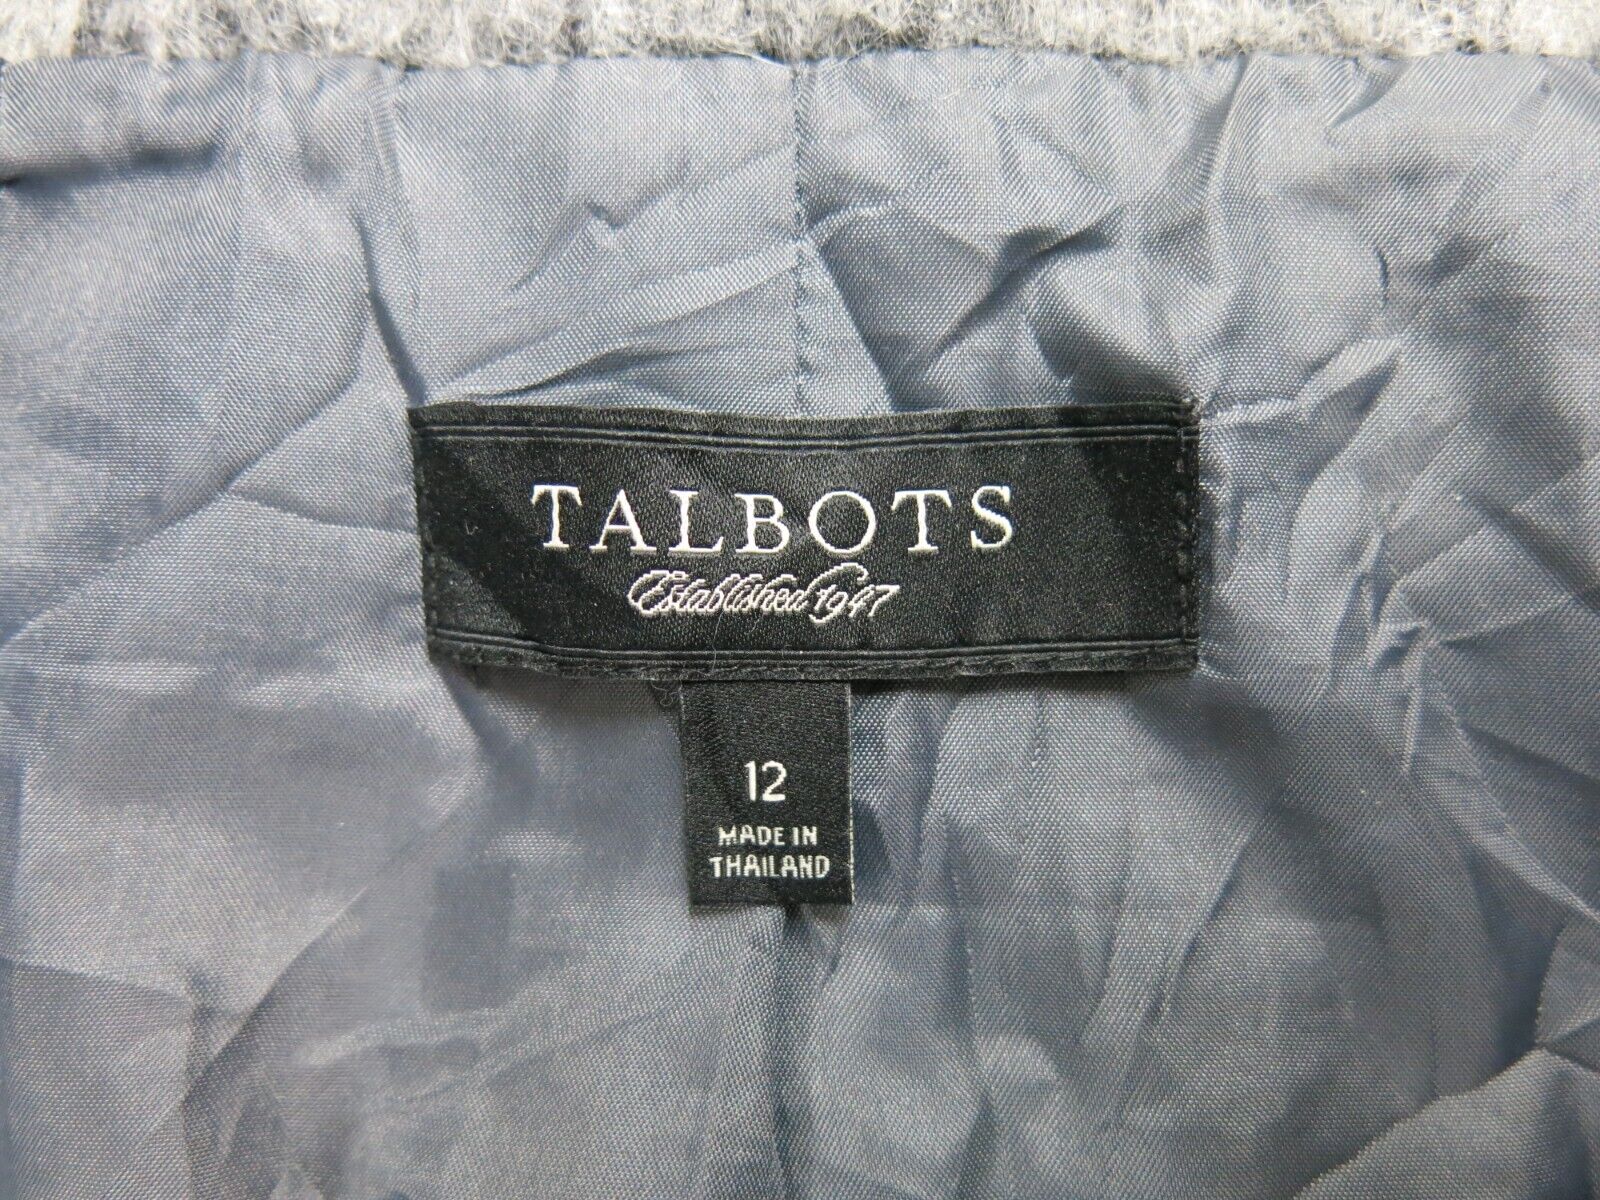 TALBOTS
Established 1947
12
MADE IN
THAILAND